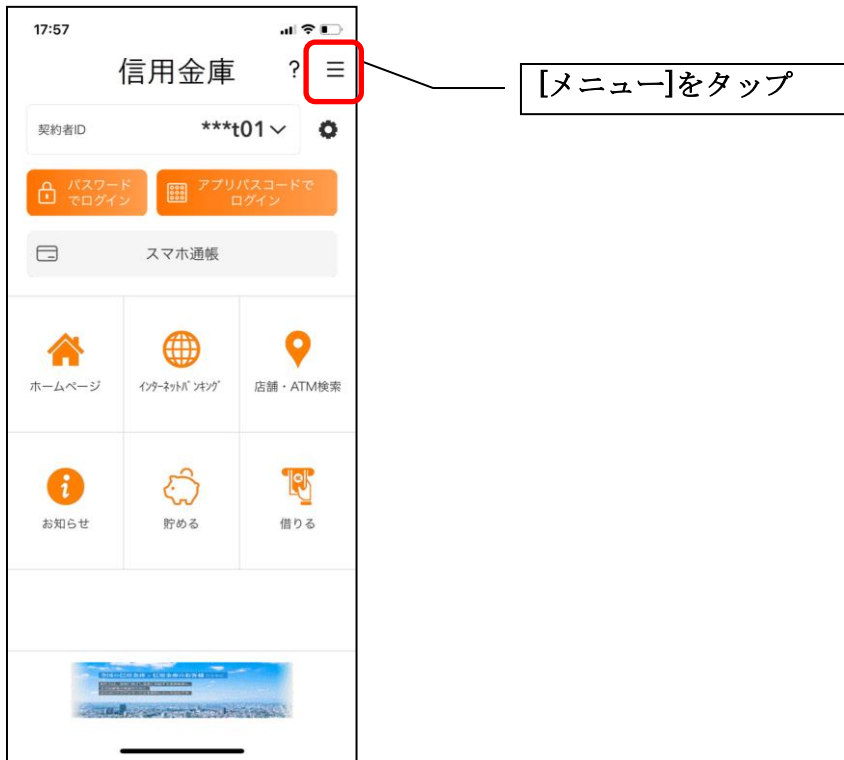 17:57
信用金庫 ?
[メニュー]をタップ
契約者ID ***t01
パスワード
でログイン
アプリパスコードで
ログイン
スマホ通帳
ホームページ
インターネットバンキング
店舗・ATM検索
お知らせ
貯める
借りる